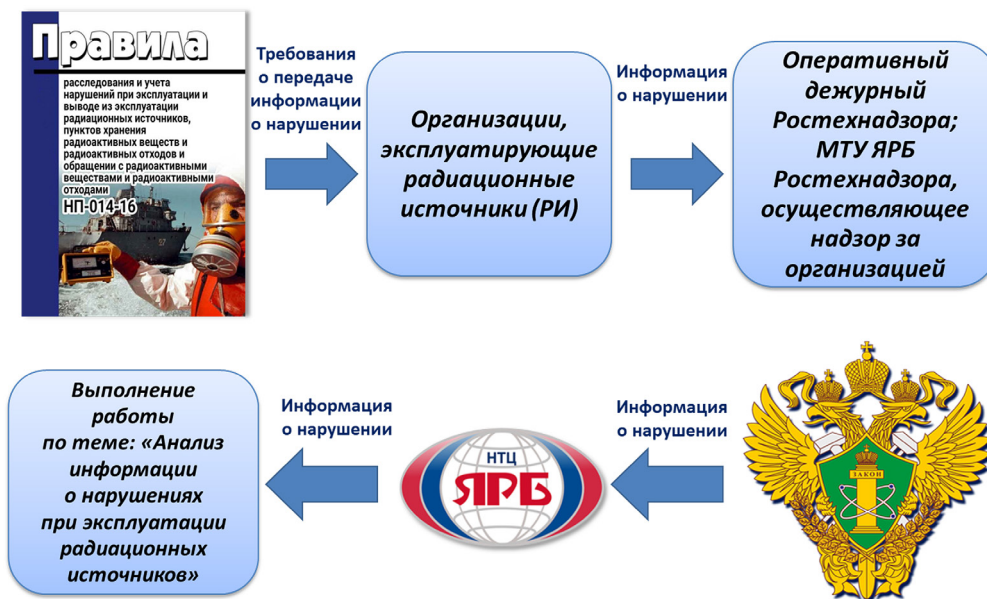 Правила
расследования и учета
нарушений при эксплуатации и
выводе из эксплуатации
радиационных источников,
пунктов хранения
радиоактивных веществ и
радиоактивных отходов и
обращении с радиоактивными
веществами и радиоактивными
отходами
НП-014-16
97
Требования
о передаче
информации
о нарушении
Организации,
эксплуатирующие
радиационные
источники (РИ)
Информация
о нарушении
Оперативный
дежурный
Ростехнадзора;
МТУ ЯРБ
Ростехнадзора,
осуществляющее
надзор за
организацией
ЗАКОН
Информация
о нарушении
НТЦ
ЯРБ
Информация
о нарушении
Выполнение
работы
по теме: «Анализ
информации
о нарушениях
при эксплуатации
радиационных
источников»